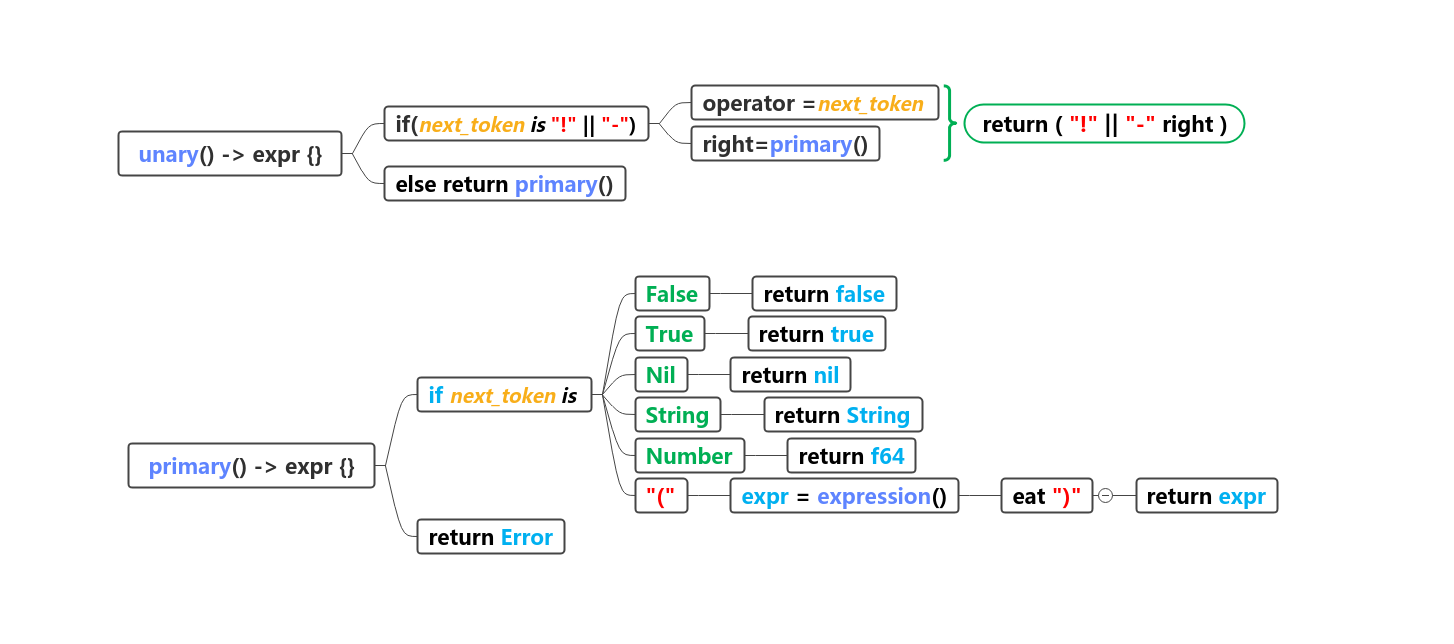 unary() -> expr {}
if(next_token is "!" || "-")
operator =next_token
right=primary()
return ( "!" || "-" right )
else return primary()
primary() -> expr {}
if next_token is
False
return false
True
return true
Nil
return nil
String
return String
Number
return f64
"("
expr = expression()
eat ")"
return expr
return Error